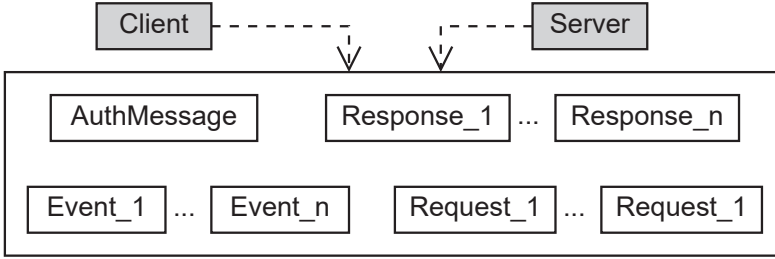 Client Server
AuthMessage Response_1 ... Response_n
Event_1 ... Event_n Request_1 ... Request_1